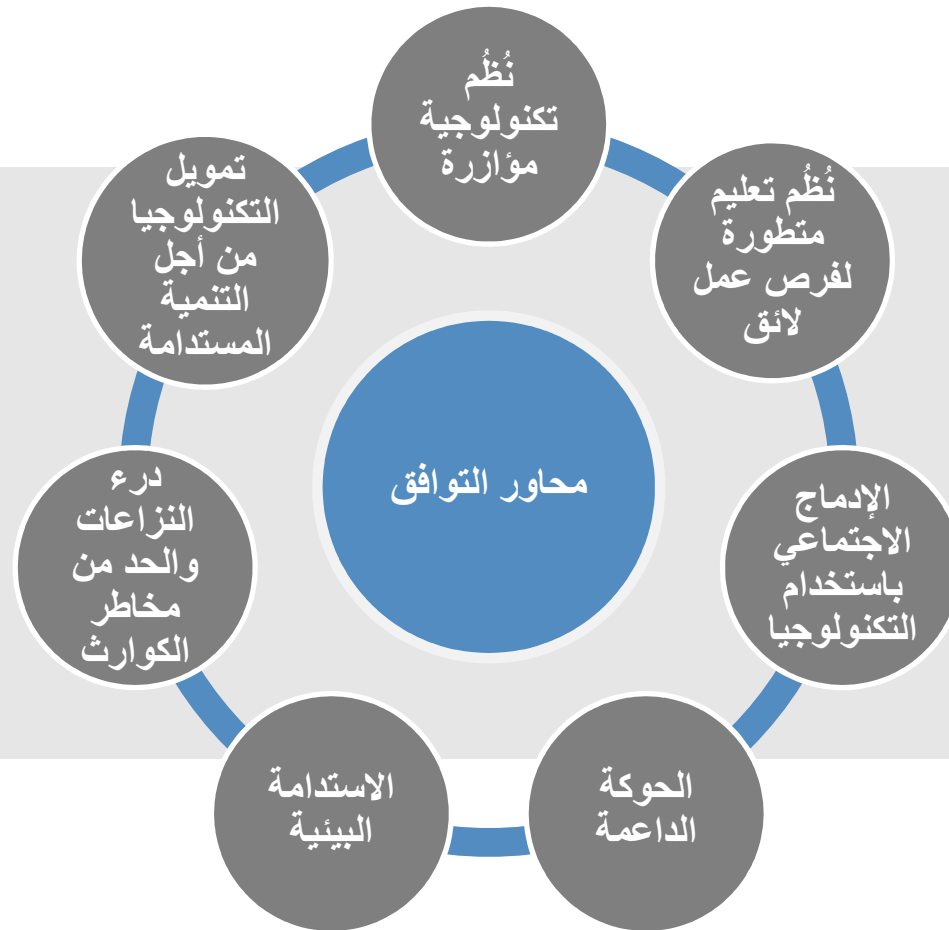 نُظُم
تكنولوجية
مؤازرة
نُظُم تعليم
متطورة
لفرص عمل
لائق
الإدماج
الاجتماعي
باستخدام
التكنولوجيا
الحوكة
الداعمة
الاستدامة
البيئية
درء
النزاعات
والحد من
مخاطر
الكوارث
تمويل
التكنولوجيا
من أجل
التنمية
المستدامة
محاور التوافق